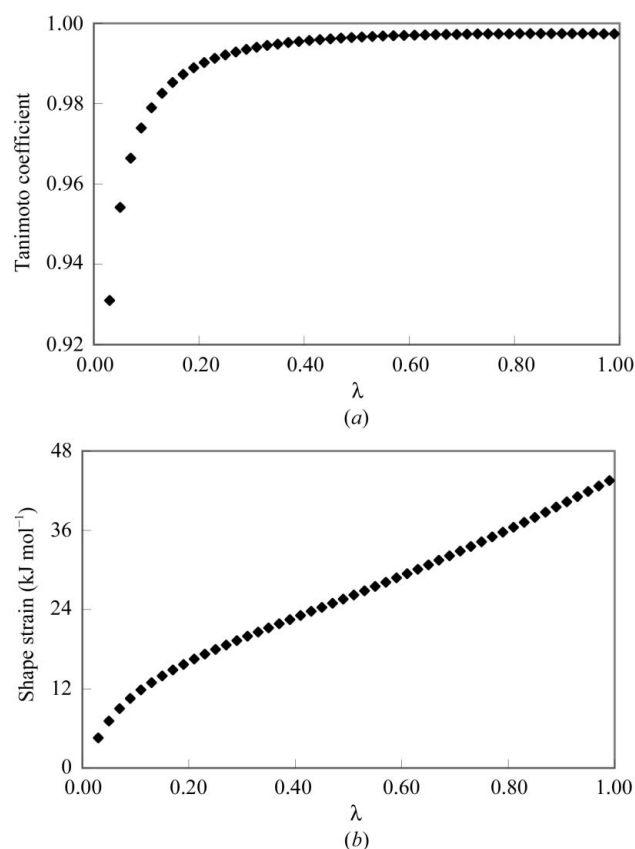 1.00
0.98
0.96
0.94
0.92
Tanimoto coefficient
0.00 0.20 0.40 0.60 0.80 1.00
λ
(a)
48
36
24
12
0
Shape strain (kJ mol⁻¹)
0.00 0.20 0.40 0.60 0.80 1.00
λ
(b)